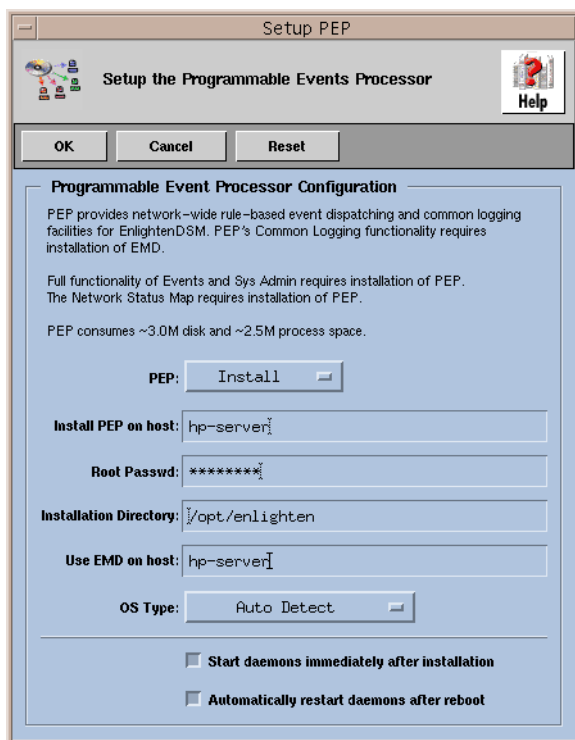 Setup PEP
Setup the Programmable Events Processor
Help
OK Cancel Reset
Programmable Event Processor Configuration
PEP provides network-wide rule-based event dispatching and common logging
facilities for EnlightenDSM. PEP's Common Logging functionality requires
installation of EMD.
Full functionality of Events and Sys Admin requires installation of PEP.
The Network Status Map requires installation of PEP.
PEP consumes ~3.0M disk and ~2.5M process space.
PEP: Install
Install PEP on host: hp-server
Root Passwd: ********
Installation Directory: /opt/enlighten
Use EMD on host: hp-server
OS Type: Auto Detect
Start daemons immediately after installation
Automatically restart daemons after reboot